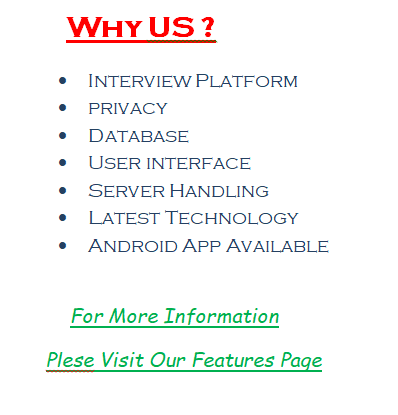 Why US ?
• Interview Platform
• privacy
• Database
• User interface
• Server Handling
• Latest Technology
• Android App Available
For More Information
Plese Visit Our Features Page